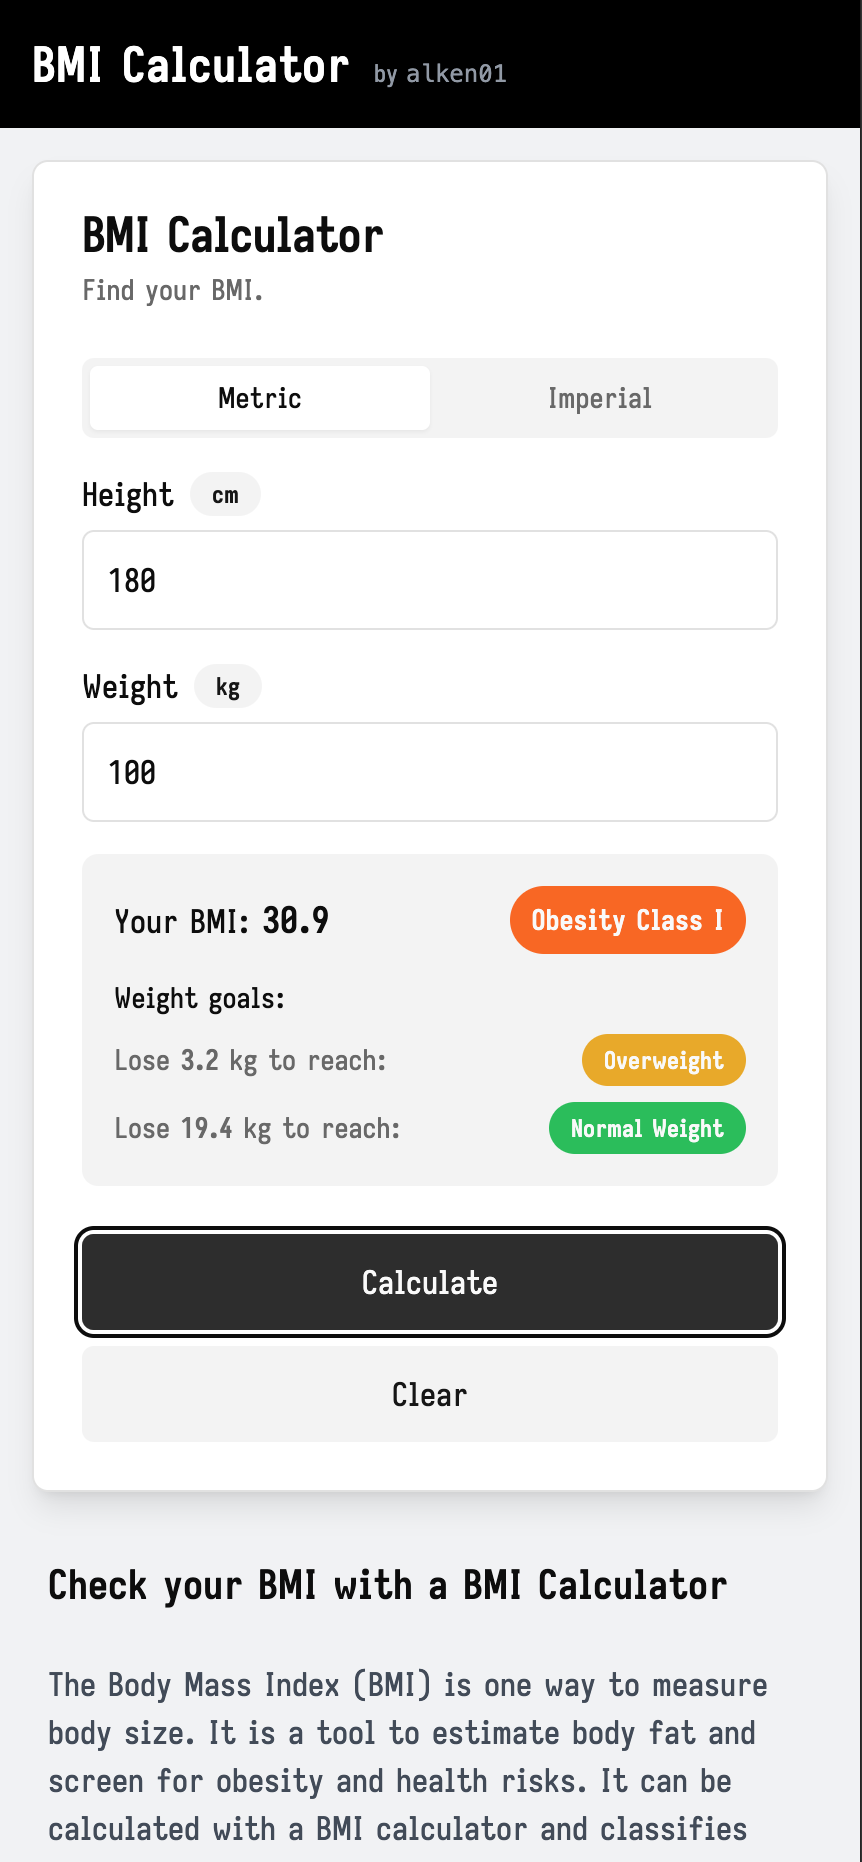 BMI Calculator by alken01
BMI Calculator
Find your BMI.
Metric Imperial
Height cm
180
Weight kg
100
Your BMI: 30.9 Obesity Class I
Weight goals:
Lose 3.2 kg to reach: Overweight
Lose 19.4 kg to reach: Normal Weight
Calculate
Clear
Check your BMI with a BMI Calculator
The Body Mass Index (BMI) is one way to measure
body size. It is a tool to estimate body fat and
screen for obesity and health risks. It can be
calculated with a BMI calculator and classifies